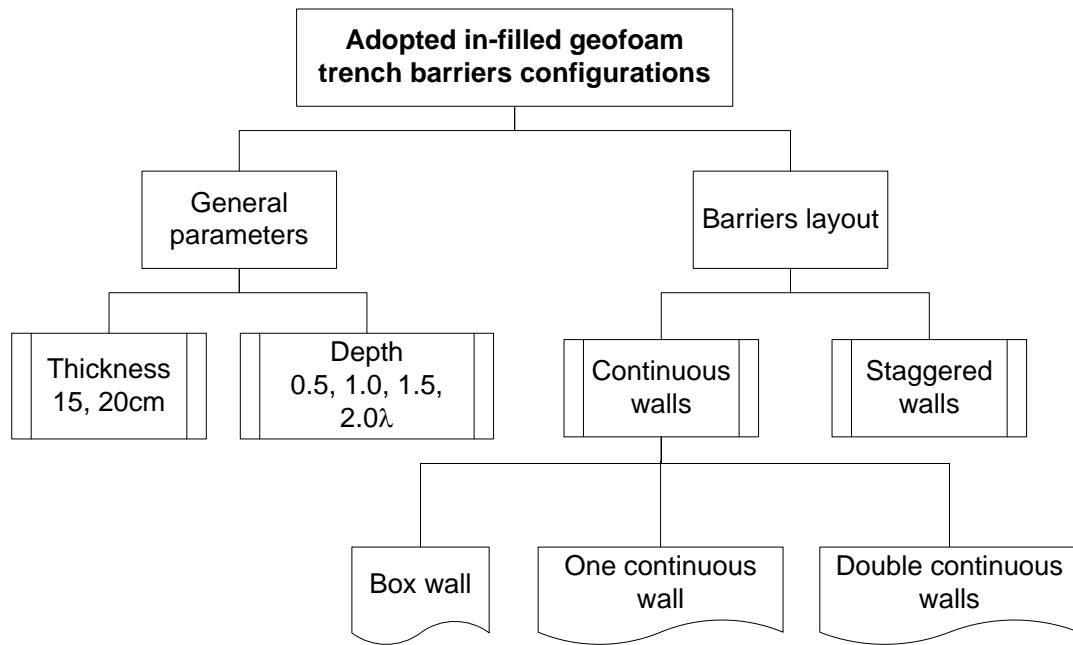 Adopted in-filled geofoam
trench barriers configurations
General
parameters
Barriers layout
Thickness
15, 20cm
Depth
0.5, 1.0, 1.5,
2.0λ
Continuous
walls
Staggered
walls
Box wall
One continuous
wall
Double continuous
walls